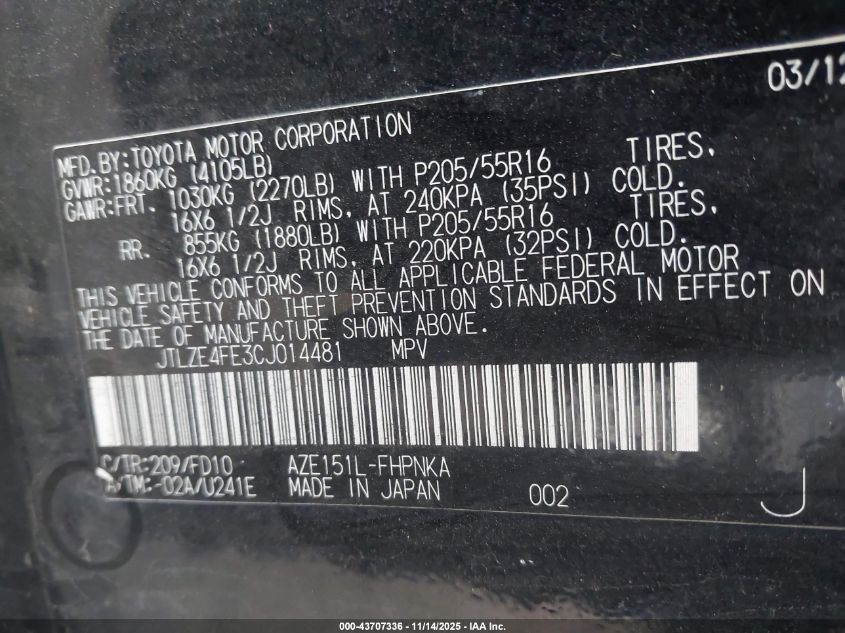 03/12
MFD.BY:TOYOTA MOTOR CORPORATION
GVWR:1860KG (4105LB)
GAWR:FRT. 1030KG (2270LB) WITH P205/55R16 TIRES,
16X6 1/2J RIMS, AT 240KPA (35PSI) COLD.
RR. 855KG (1880LB) WITH P205/55R16 TIRES,
16X6 1/2J RIMS, AT 220KPA (32PSI) COLD.
THIS VEHICLE CONFORMS TO ALL APPLICABLE FEDERAL MOTOR
VEHICLE SAFETY AND THEFT PREVENTION STANDARDS IN EFFECT ON
THE DATE OF MANUFACTURE SHOWN ABOVE.
JTLZE4FE3CJ014481 MPV
C/TR:209/FD10 AZE151L-FHPNKA
A/TM:-02A/U241E MADE IN JAPAN 002
J
000-43707336 - 11/14/2025 - IAA Inc.